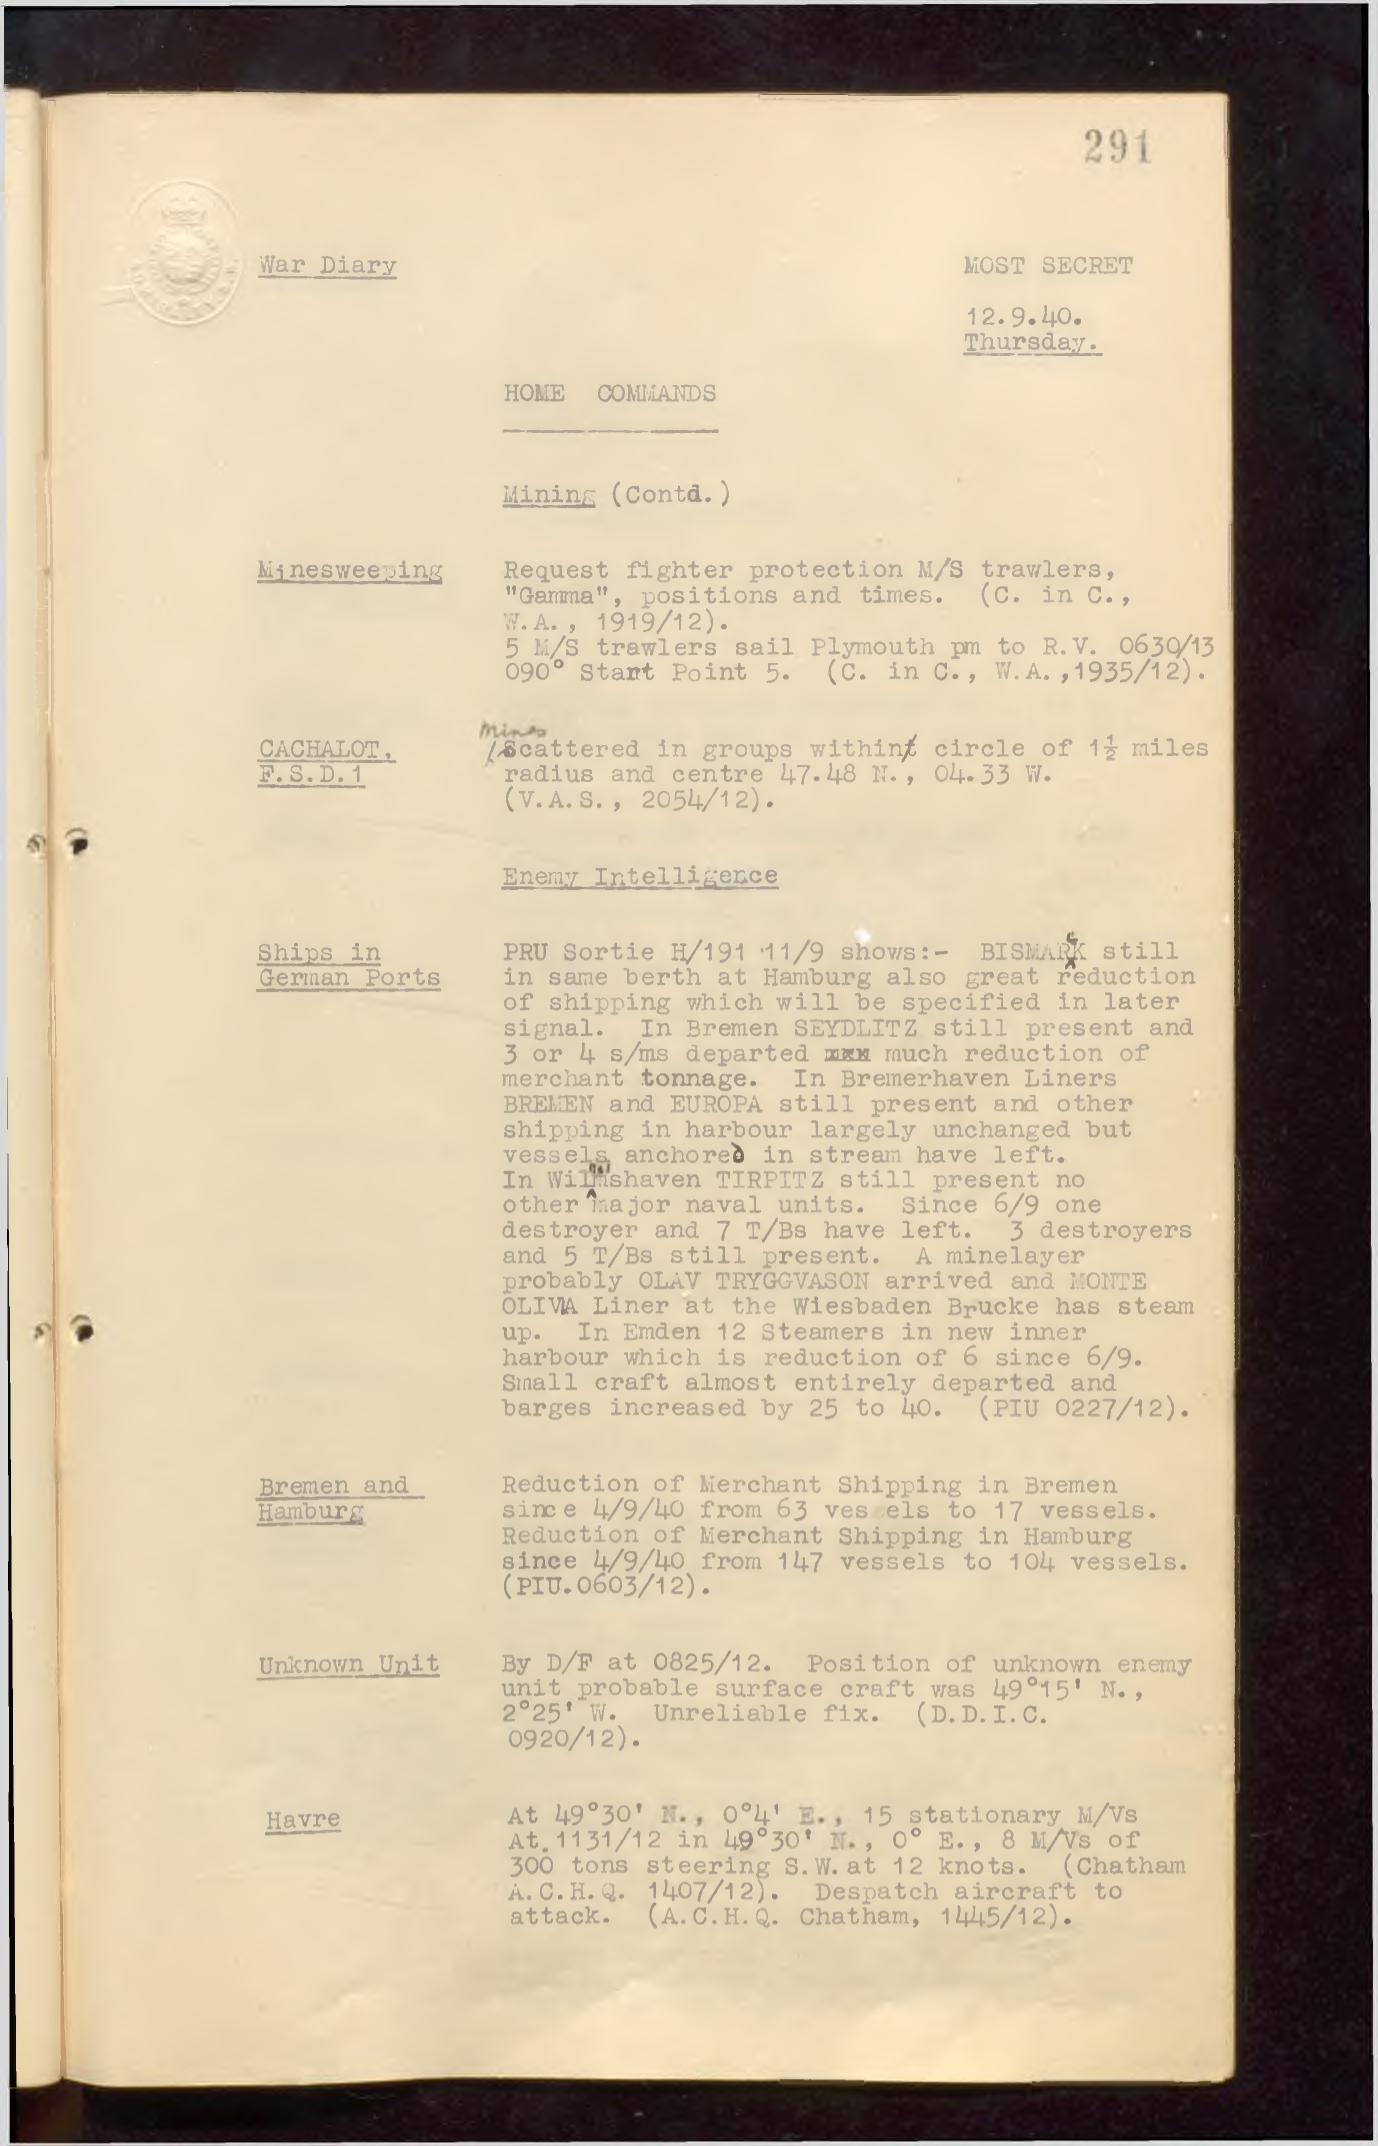 291
War Diary
MOST SECRET
12.9.40.
Thursday.
HOME COMMANDS
Mining (Contd.)
Minesweeping
Request fighter protection M/S trawlers,
"Gamma", positions and times. (C. in C.,
W.A., 1919/12).
5 M/S trawlers sail Plymouth pm to R.V. 0630/13
090° Start Point 5. (C. in C., W.A.,1935/12).
CACHALOT,
F.S.D.1
Mines
Scattered in groups within circle of 1½ miles
radius and centre 47.48 N., 04.33 W.
(V.A.S., 2054/12).
Enemy Intelligence
Ships in
German Ports
PRU Sortie H/191 11/9 shows:- BISMARCK still
in same berth at Hamburg also great reduction
of shipping which will be specified in later
signal. In Bremen SEYDLITZ still present and
3 or 4 s/ms departed xxx much reduction of
merchant tonnage. In Bremerhaven Liners
BREMEN and EUROPA still present and other
shipping in harbour largely unchanged but
vessels anchored in stream have left.
In Wilhelmshaven TIRPITZ still present no
other major naval units. Since 6/9 one
destroyer and 7 T/Bs have left. 3 destroyers
and 5 T/Bs still present. A minelayer
probably OLAV TRYGGVASON arrived and MONTE
OLIVIA Liner at the Wiesbaden Brucke has steam
up. In Emden 12 Steamers in new inner
harbour which is reduction of 6 since 6/9.
Small craft almost entirely departed and
barges increased by 25 to 40. (PIU 0227/12).
Bremen and
Hamburg
Reduction of Merchant Shipping in Bremen
since 4/9/40 from 63 ves els to 17 vessels.
Reduction of Merchant Shipping in Hamburg
since 4/9/40 from 147 vessels to 104 vessels.
(PIU.0603/12).
Unknown Unit
By D/F at 0825/12. Position of unknown enemy
unit probable surface craft was 49°15' N.,
2°25' W. Unreliable fix. (D.D.I.C.
0920/12).
Havre
At 49°30' N., 0°4' E., 15 stationary M/Vs
At.1131/12 in 49°30' N., 0° E., 8 M/Vs of
300 tons steering S.W.at 12 knots. (Chatham
A.C.H.Q. 1407/12). Despatch aircraft to
attack. (A.C.H.Q. Chatham, 1445/12).